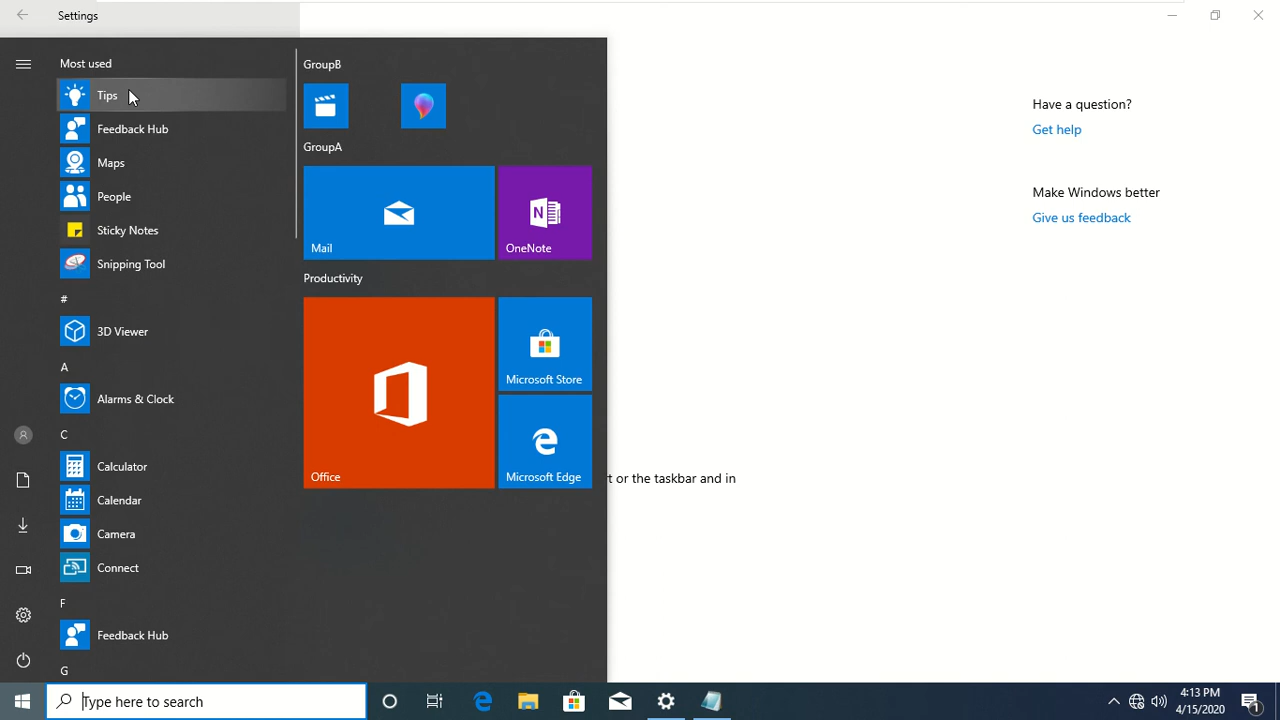 Settings
Most used
Tips
Feedback Hub
Maps
People
Sticky Notes
Snipping Tool
#
3D Viewer
A
Alarms & Clock
C
Calculator
Calendar
Camera
Connect
F
Feedback Hub
G
GroupB
GroupA
Mail
OneNote
Productivity
Office
Microsoft Store
Microsoft Edge
Have a question?
Get help
Make Windows better
Give us feedback
or the taskbar and in
Type here to search
4:13 PM
4/15/2020
1